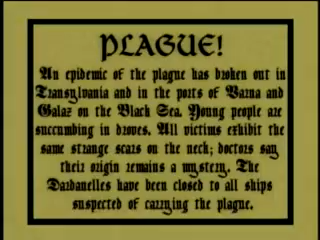 PLAGUE!
An epidemic of the plague has broken out in
Transylvania and in the ports of Varna and
Galaz on the Black Sea. Young people are
succumbing in droves. All victims exhibit the
same strange scars on the neck; doctors say
their origin remains a mystery. The
Dardanelles have been closed to all ships
suspected of carrying the plague.